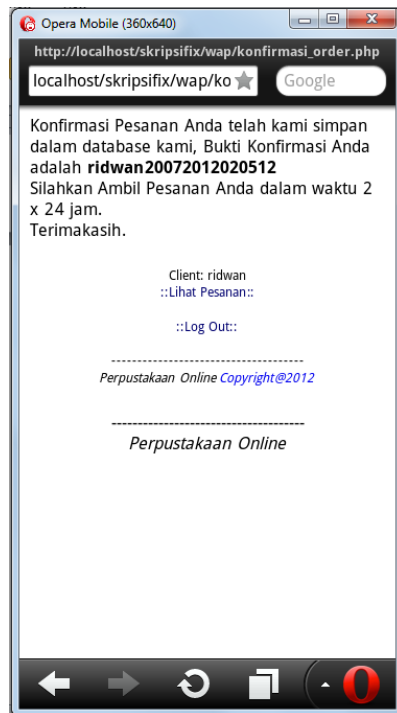 Opera Mobile (360x640)
http://localhost/skripsifix/wap/konfirmasi_order.php
localhost/skripsifix/wap/ko
Google
Konfirmasi Pesanan Anda telah kami simpan
dalam database kami, Bukti Konfirmasi Anda
adalah ridwan20072012020512
Silahkan Ambil Pesanan Anda dalam waktu 2
x 24 jam.
Terimakasih.
Client: ridwan
::Lihat Pesanan::
::Log Out::
-------------------------------------
Perpustakaan Online Copyright@2012
-------------------------------------
Perpustakaan Online